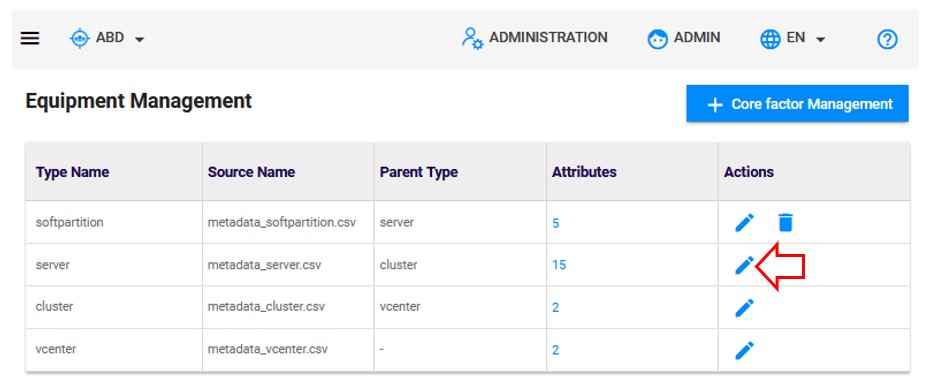 ABD ADMINISTRATION ADMIN EN
Equipment Management
+ Core factor Management
Type Name Source Name Parent Type Attributes Actions
softpartition metadata_softpartition.csv server 5
server metadata_server.csv cluster 15
cluster metadata_cluster.csv vcenter 2
vcenter metadata_vcenter.csv - 2